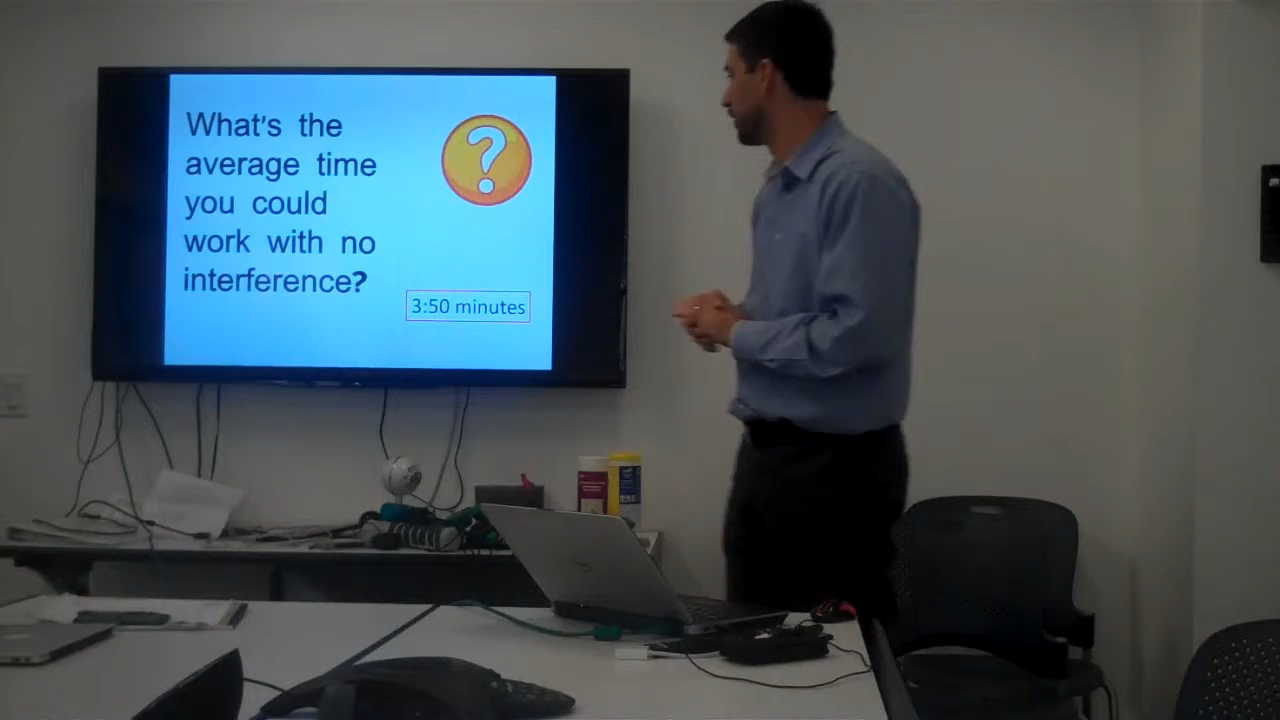 What's the
average time
you could
work with no
interference?
3:50 minutes